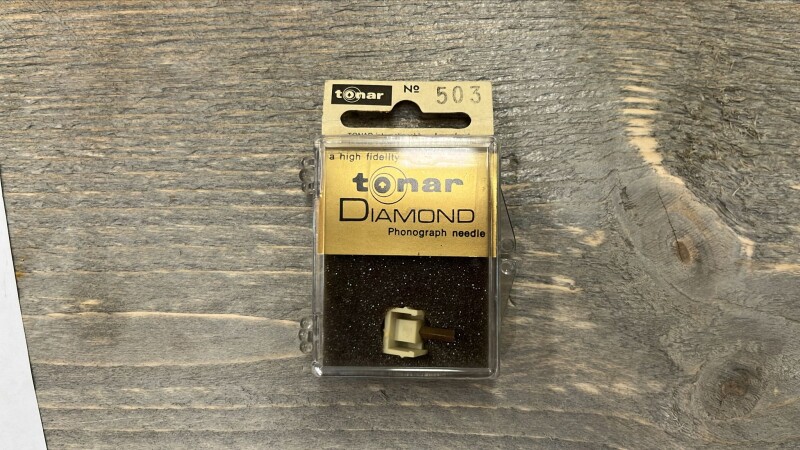 tonar
Nº 503
a high fidelity
tonar
DIAMOND
Phonograph needle